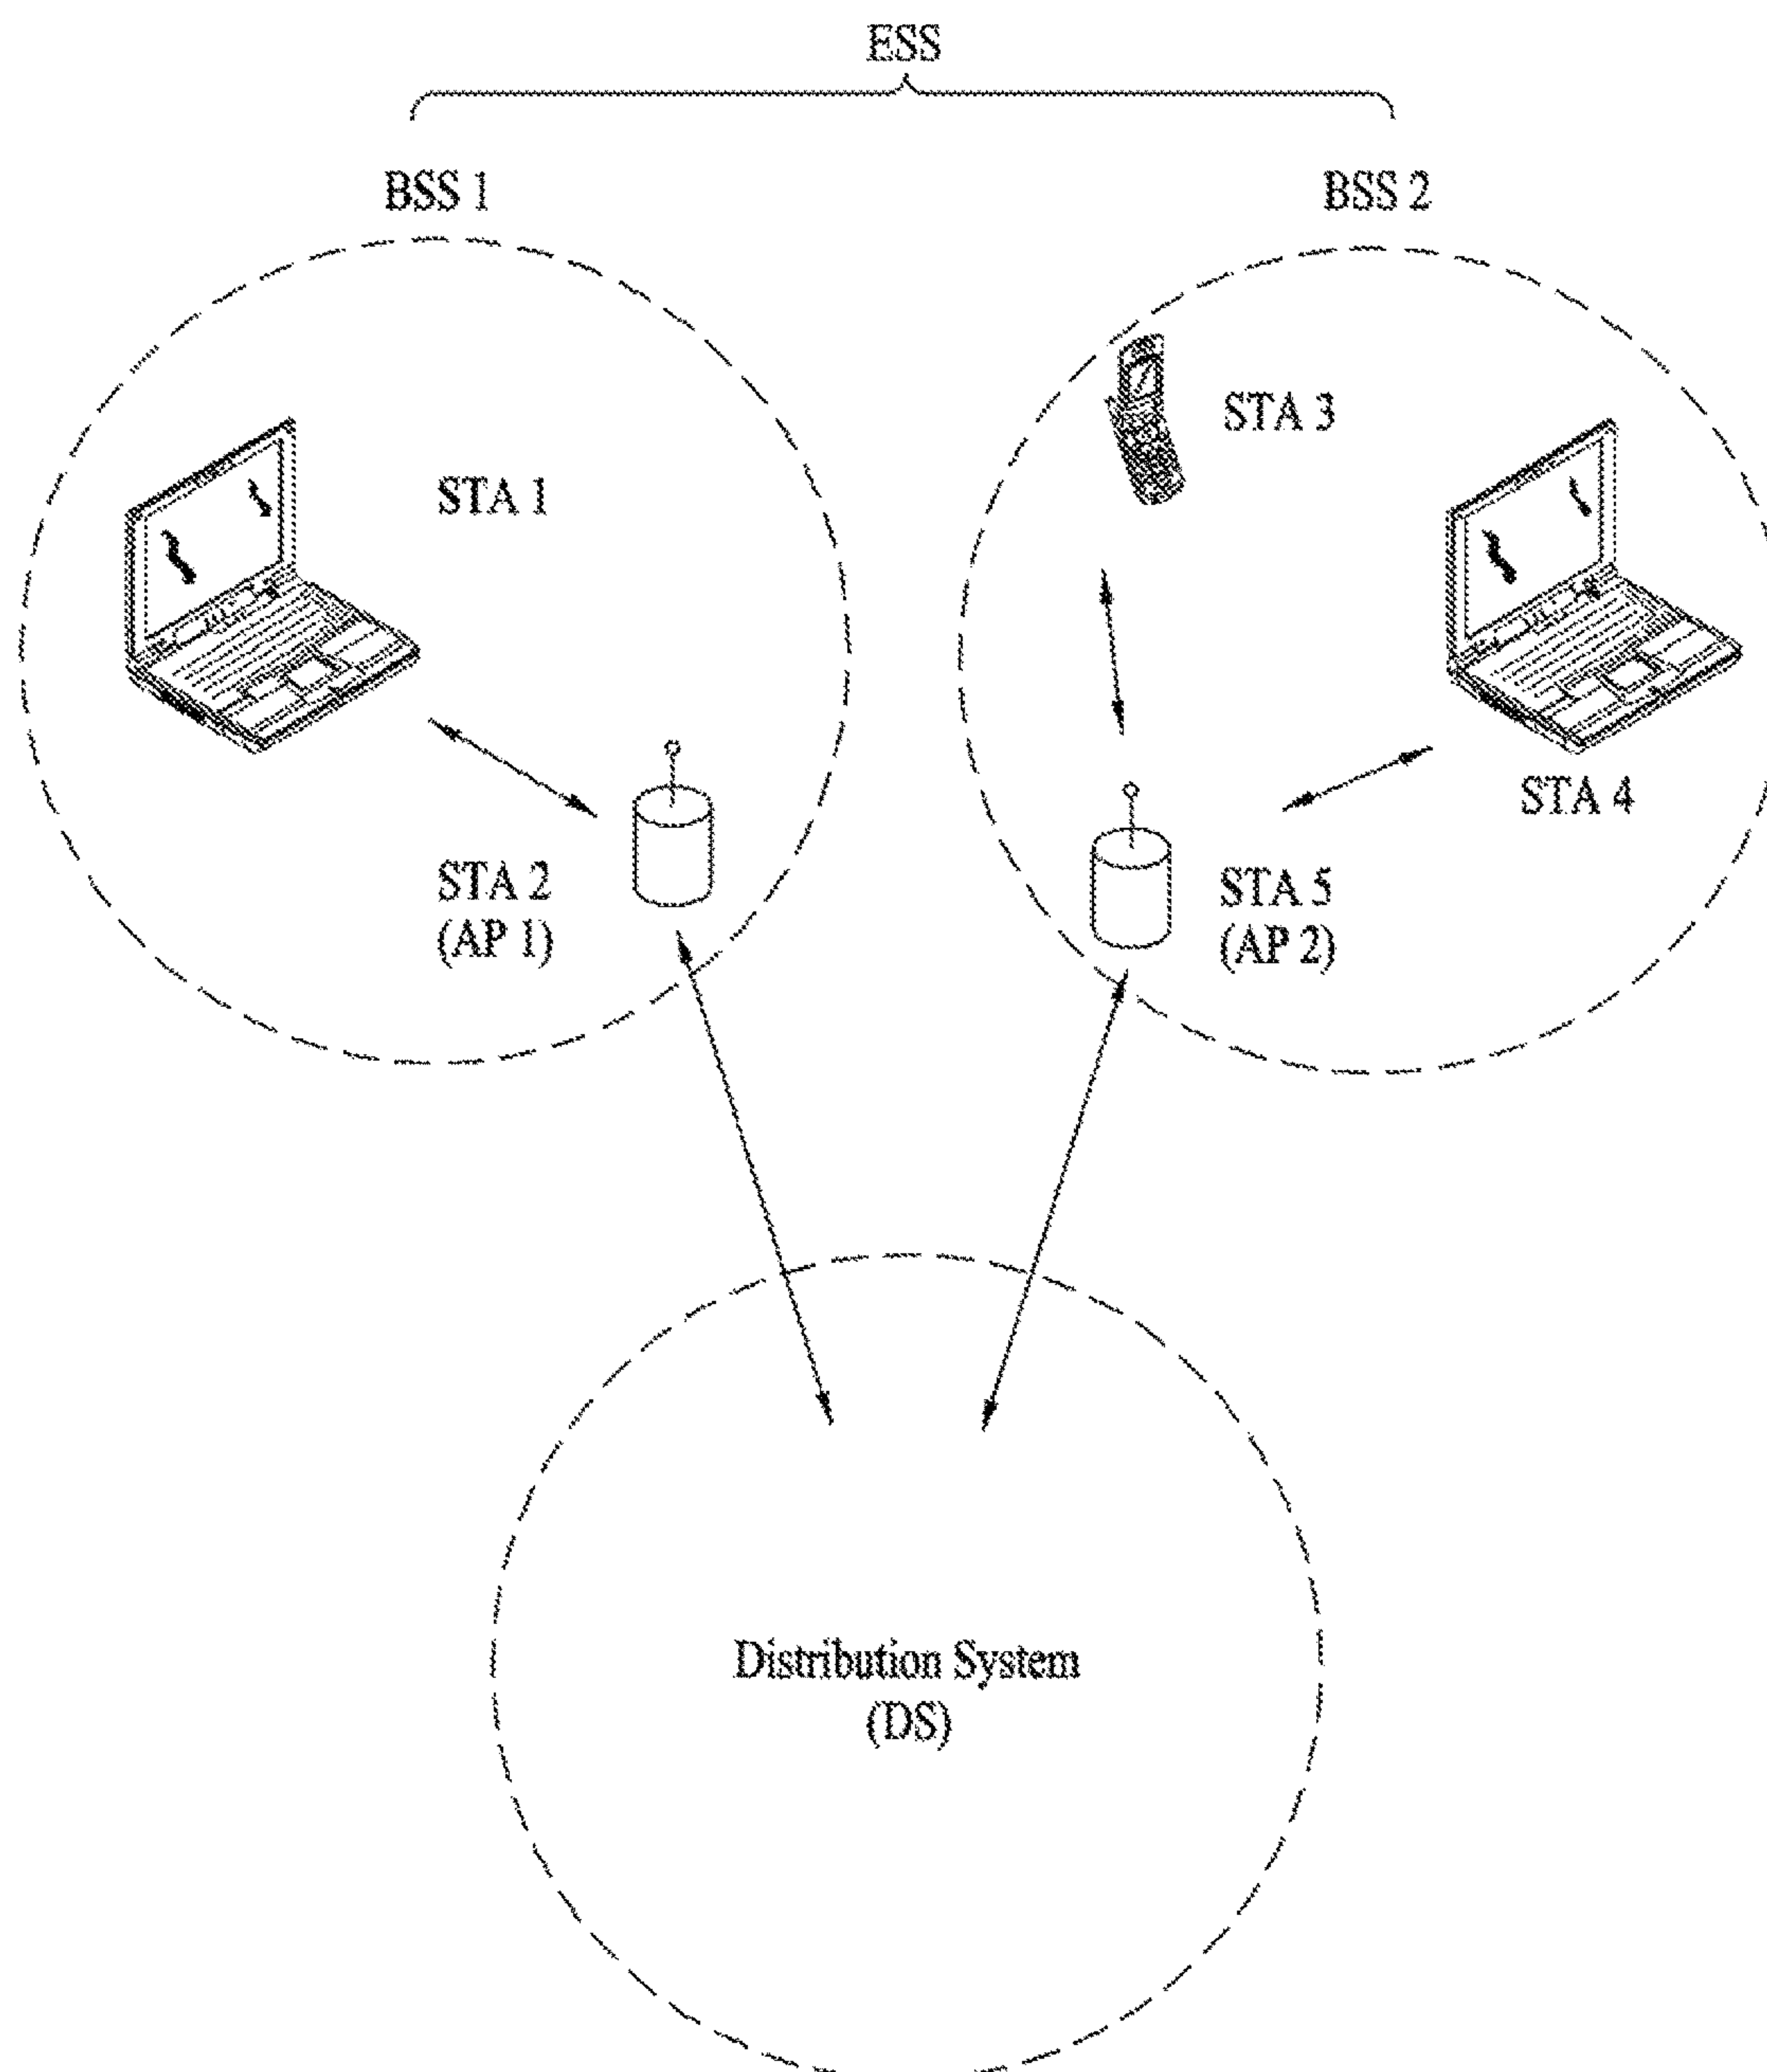 ESS
BSS 1
BSS 2
STA 1
STA 3
STA 4
STA 2
(AP 1)
STA 5
(AP 2)
Distribution System
(DS)